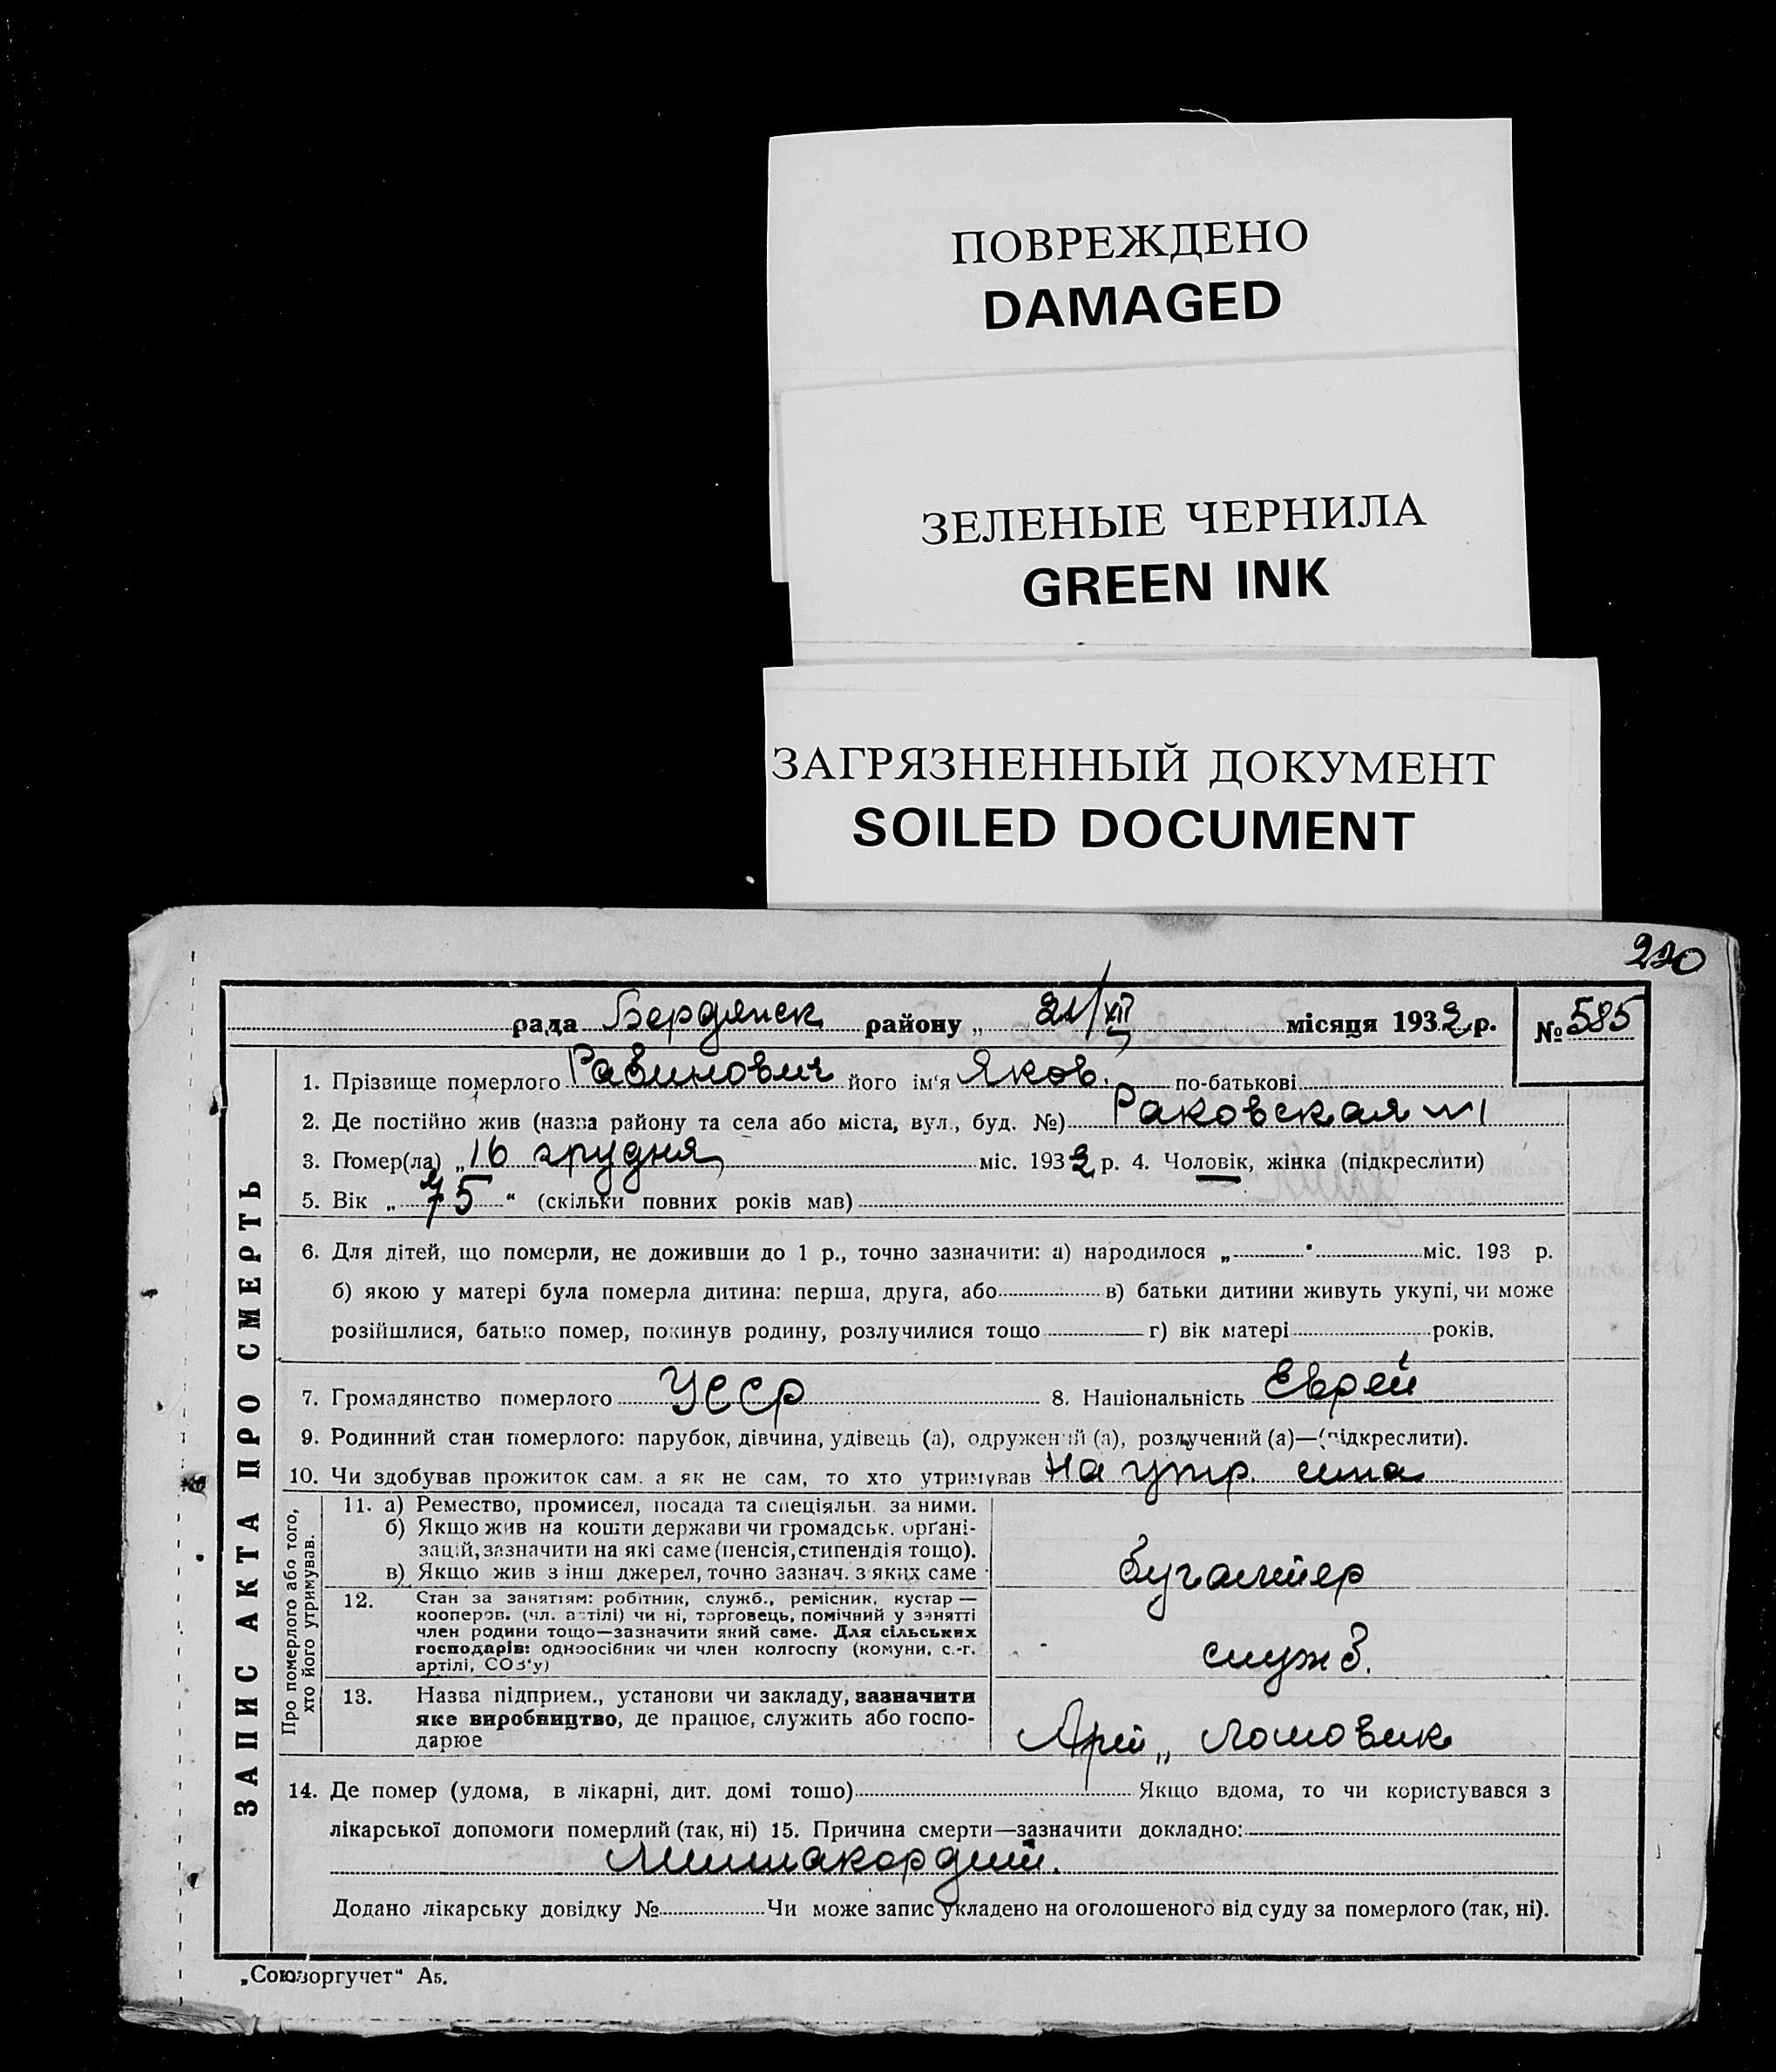 ПОВРЕЖДЕНО
DAMAGED
ЗЕЛЕНЫЕ ЧЕРНИЛА
GREEN INK
ЗАГРЯЗНЕННЫЙ ДОКУМЕНТ
SOILED DOCUMENT
220
рада Бердянск району „ 21/XII місяця 1932 р. № 585
ЗАПИС АКТА ПРО СМЕРТЬ
1. Прізвище померлого Равинович його ім'я Яков. по-батькові
2. Де постійно жив (назва району та села або міста, вул., буд. №) Раковская №1
3. Помер(ла) „16 грудня міс. 1932 р. 4. Чоловік, жінка (підкреслити)
5. Вік „ 75 “ (скільки повних років мав)
6. Для дітей, що померли, не доживши до 1 р., точно зазначити: а) народилося „ “ міс. 193 р.
б) якою у матері була померла дитина: перша, друга, або в) батьки дитини живуть укупі, чи може
розійшлися, батько помер, покинув родину, розлучилися тощо г) вік матері років.
7. Громадянство померлого УССР 8. Національність Еврей
9. Родинний стан померлого: парубок, дівчина, удівець (а), одружений (а), розлучений (а)—(підкреслити).
10. Чи здобував прожиток сам. а як не сам, то хто утримував На утр. сина
Про померлого або того,
хто його утримував.
11. а) Ремество, промисел, посада та спеціяльн. за ними.
б) Якщо жив на кошти держави чи громадськ. орґані-
зацій, зазначити на які саме (пенсія, стипендія тощо).
в) Якщо жив з інш джерел, точно зазнач. з яких саме
бугалтер
12. Стан за заняттям: робітник, служб., ремісник, кустар —
кооперов. (чл. артілі) чи ні, торговець, помічний у занятті
член родини тощо—зазначити який саме. Для сільських
господарів: одноосібник чи член колгоспу (комуни, с.-г.
артілі, СОЗ'у)
служб.
13. Назва підприєм., установи чи закладу, зазначити
яке виробництво, де працює, служить або госпо-
дарює
„ Ломовик
14. Де помер (удома, в лікарні, дит. домі тощо) Якщо вдома, то чи користувався з
лікарської допомоги померлий (так, ні) 15. Причина смерти—зазначити докладно:
Додано лікарську довідку № Чи може запис укладено на оголошеного від суду за померлого (так, ні).
„Союзоргучет“ А5.